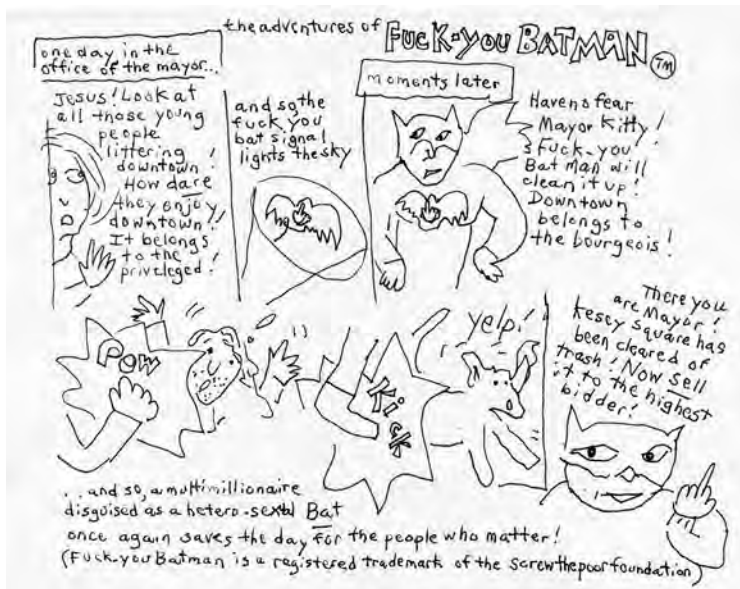 the adventures of FUCK-YOU BATMAN TM
one day in the
office of the mayor...
Jesus! Look at
all those young
people
littering
downtown!
How dare
they enjoy
downtown!
It belongs
to the
priveleged!
and so, the
fuck you
bat signal
lights the sky
moments later
Haveno fear
Mayor Kitty!
fuck-you
Bat Man will
clean it up!
Downtown
belongs to
the bourgeois!
POW
Kick
yelp!
There you
are Mayor!
Kesey Square has
been cleared of
trash! Now sell
it to the highest
bidder!
...and so, a multimillionaire
disguised as a hetero-sexual Bat
once again saves the day for the people who matter!
(Fuck-you Batman is a registered trademark of the screwthepoorfoundation)